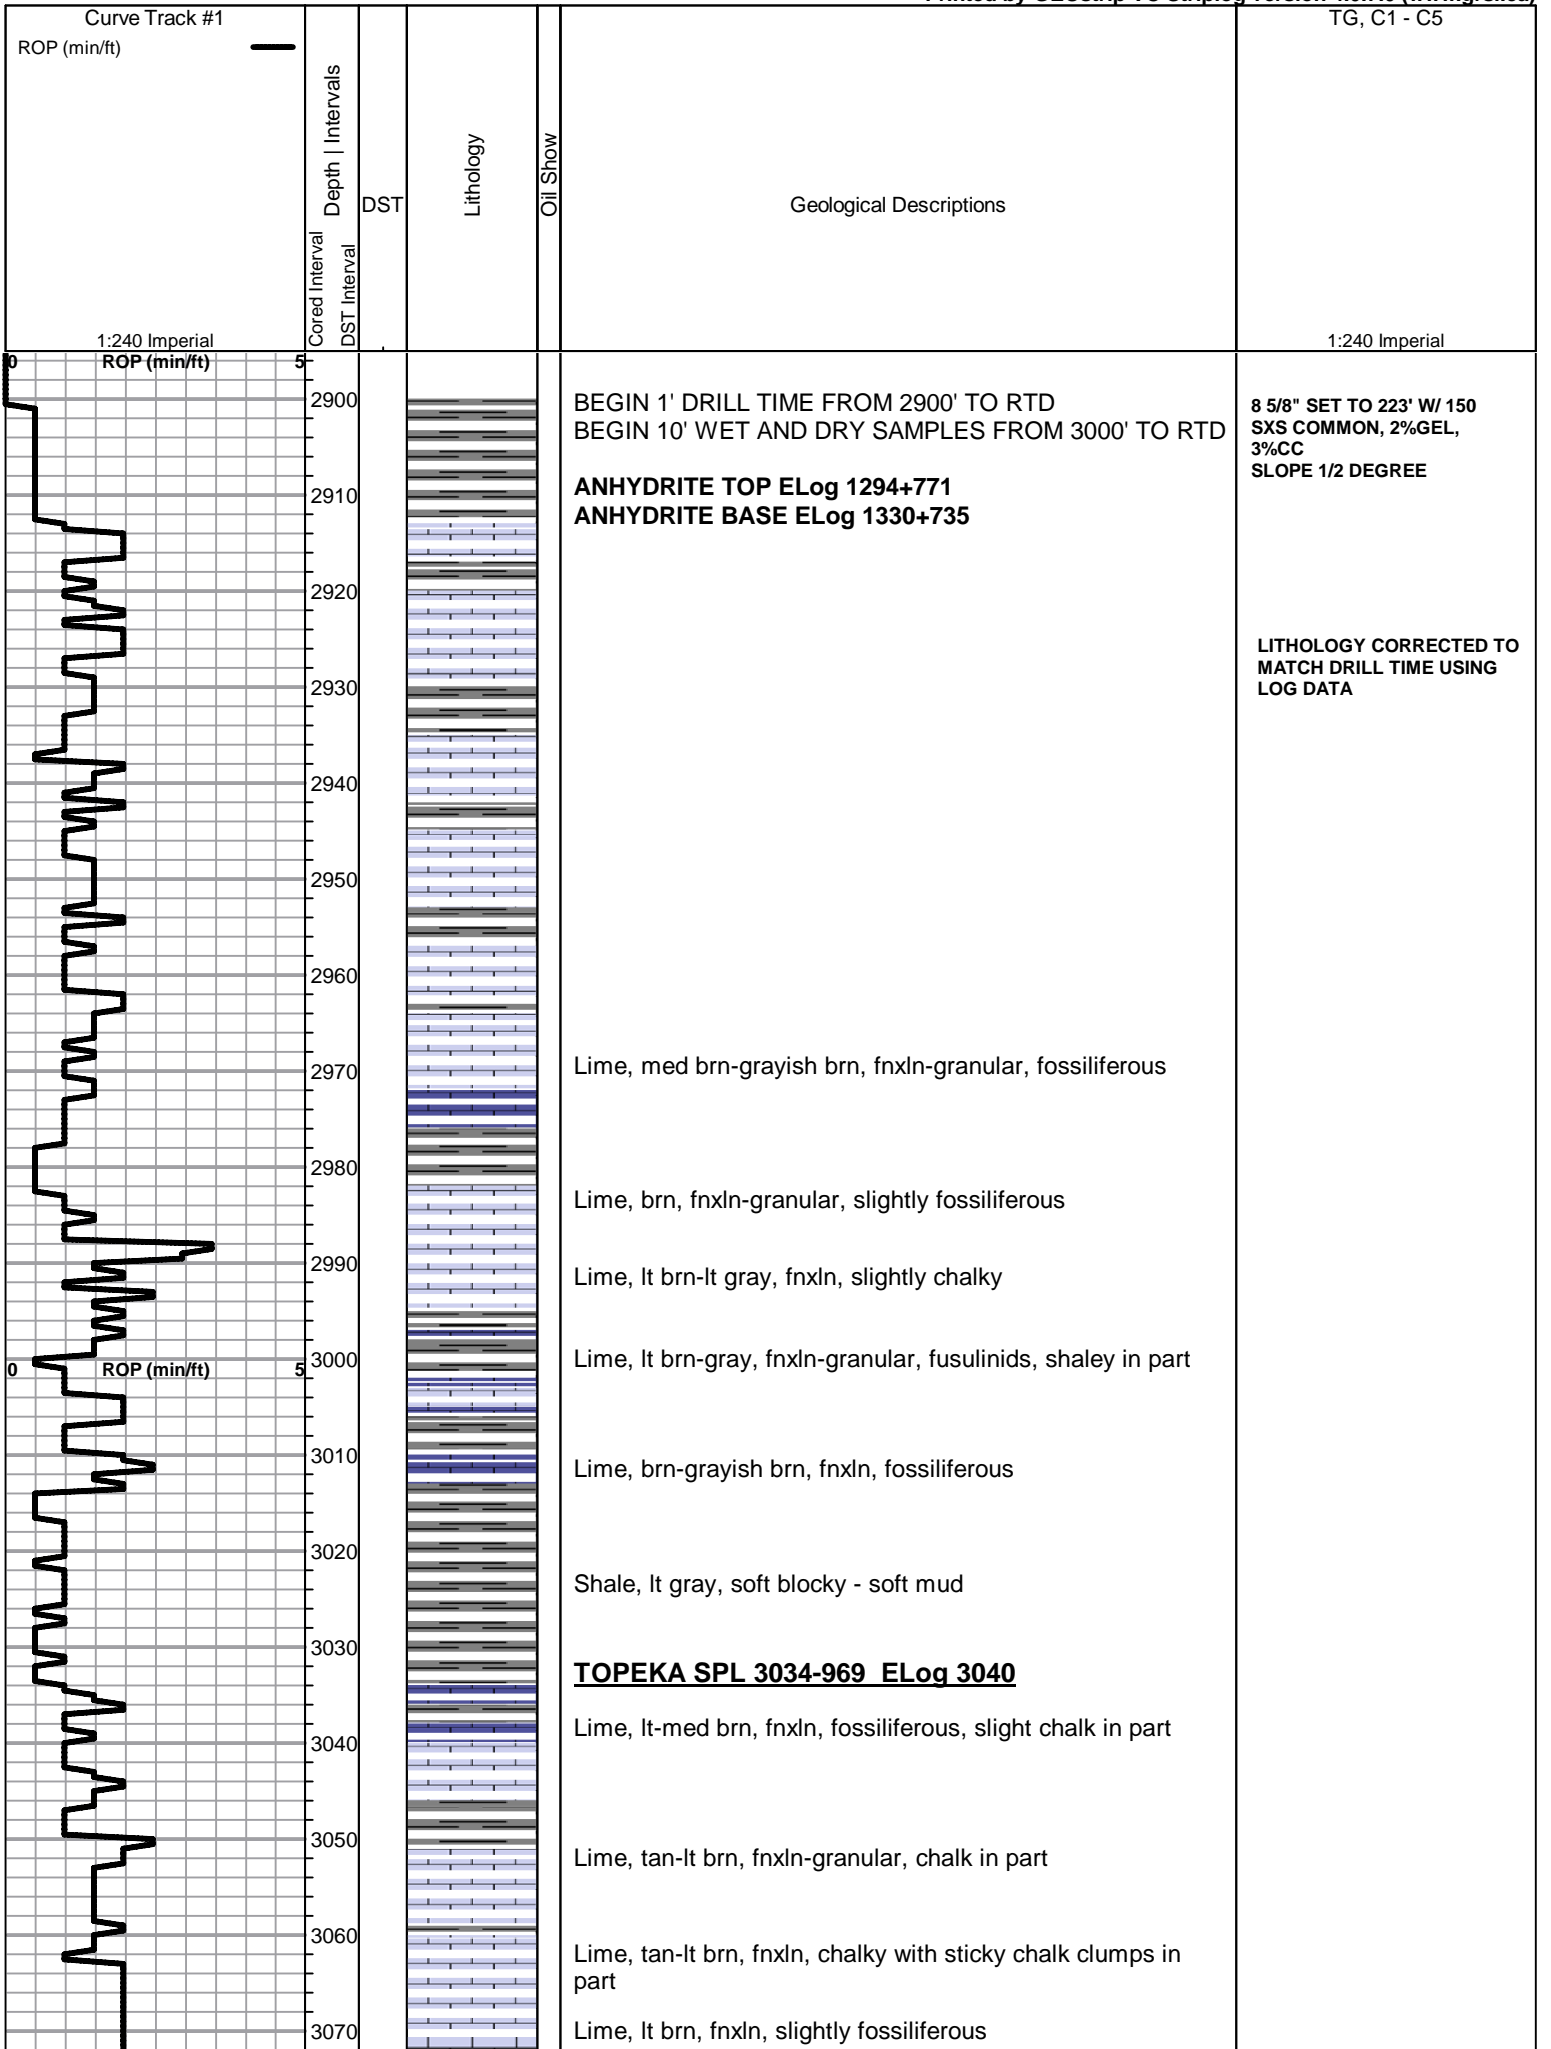 Curve Track #1
ROP (min/ft)
1:240 Imperial
Depth | Intervals
Cored Interval
DST Interval
DST
Lithology
Oil Show
Geological Descriptions
TG, C1 - C5
1:240 Imperial
0 ROP (min/ft) 5
2900
BEGIN 1' DRILL TIME FROM 2900' TO RTD
BEGIN 10' WET AND DRY SAMPLES FROM 3000' TO RTD
8 5/8" SET TO 223' W/ 150
SXS COMMON, 2%GEL,
3%CC
SLOPE 1/2 DEGREE
2910
ANHYDRITE TOP ELog 1294+771
ANHYDRITE BASE ELog 1330+735
2920
LITHOLOGY CORRECTED TO
MATCH DRILL TIME USING
LOG DATA
2930
2940
2950
2960
2970
Lime, med brn-grayish brn, fnxln-granular, fossiliferous
2980
Lime, brn, fnxln-granular, slightly fossiliferous
2990
Lime, lt brn-lt gray, fnxln, slightly chalky
3000
0 ROP (min/ft) 5
Lime, lt brn-gray, fnxln-granular, fusulinids, shaley in part
3010
Lime, brn-grayish brn, fnxln, fossiliferous
3020
Shale, lt gray, soft blocky - soft mud
3030
TOPEKA SPL 3034-969 ELog 3040
Lime, lt-med brn, fnxln, fossiliferous, slight chalk in part
3040
3050
Lime, tan-lt brn, fnxln-granular, chalk in part
3060
Lime, tan-lt brn, fnxln, chalky with sticky chalk clumps in
part
3070
Lime, lt brn, fnxln, slightly fossiliferous